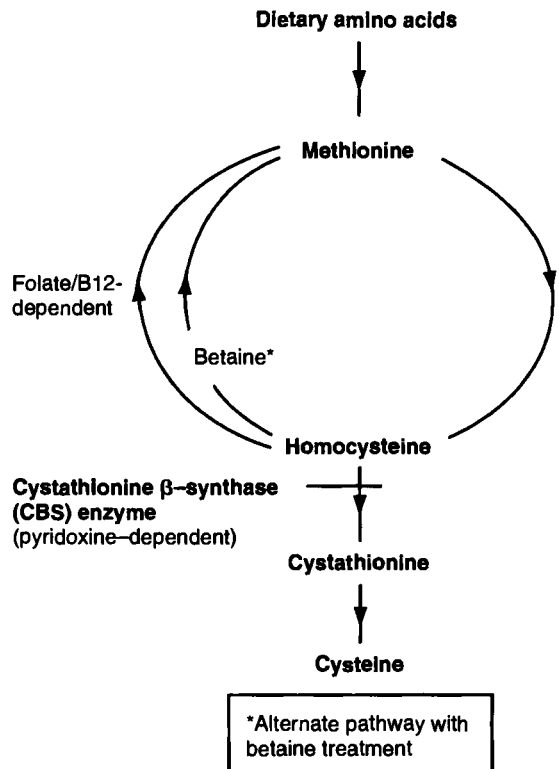 Dietary amino acids
Methionine
Folate/B12-
dependent
Betaine*
Homocysteine
Cystathionine β–synthase
(CBS) enzyme
(pyridoxine–dependent)
Cystathionine
Cysteine
*Alternate pathway with
betaine treatment